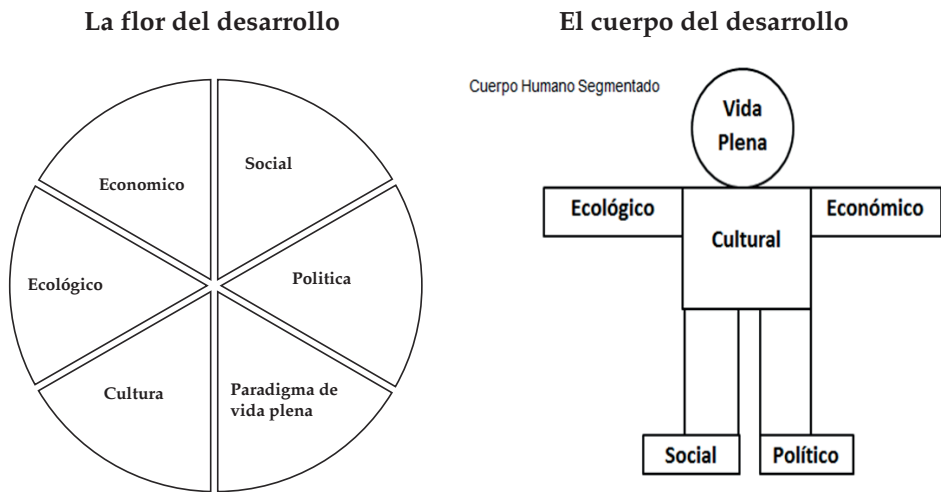 La flor del desarrollo
Economico
Social
Ecológico
Politica
Cultura
Paradigma de
vida plena
El cuerpo del desarrollo
Cuerpo Humano Segmentado
Vida
Plena
Ecológico
Económico
Cultural
Social
Político